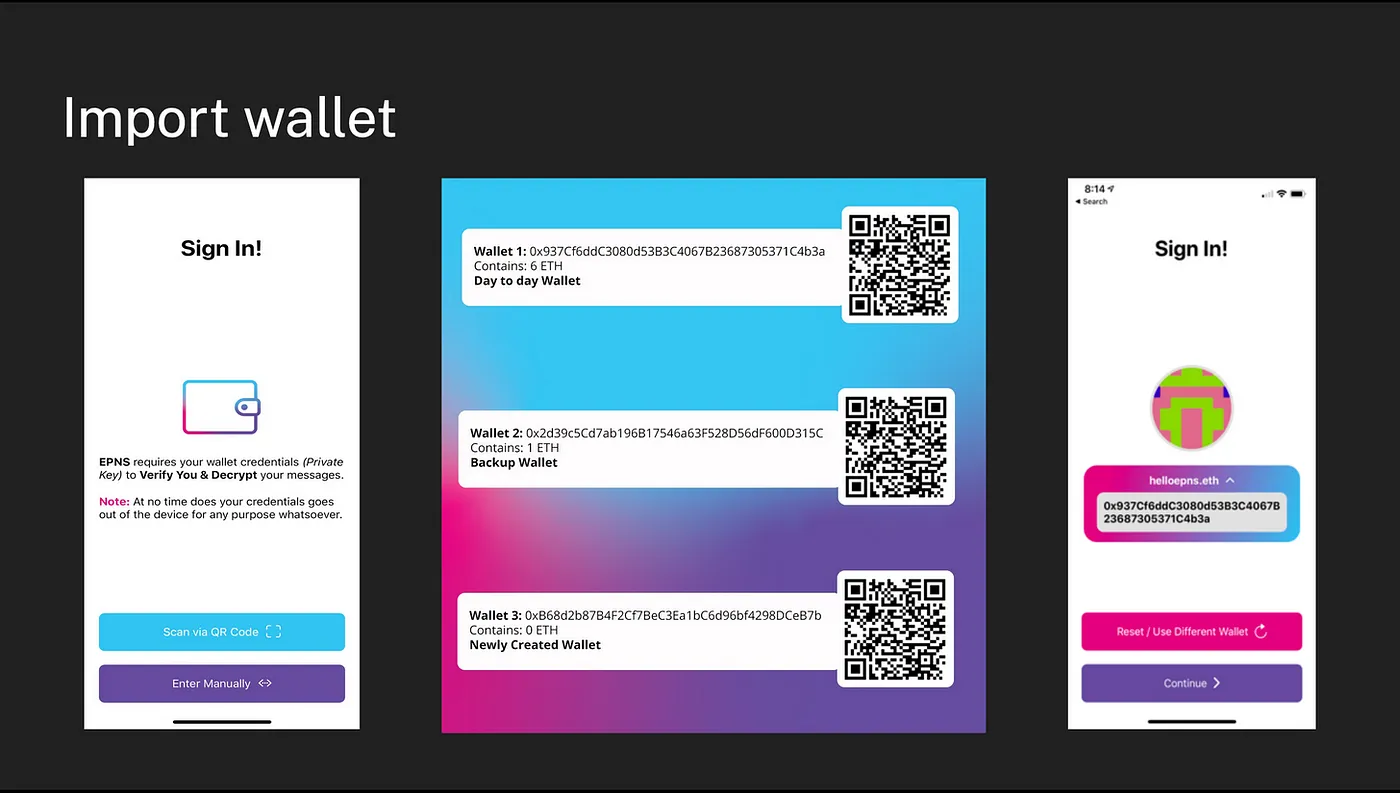 Import wallet
Sign In!
EPNS requires your wallet credentials (Private
Key) to Verify You & Decrypt your messages.
Note: At no time does your credentials goes
out of the device for any purpose whatsoever.
Scan via QR Code
Enter Manually
Wallet 1: 0x937Cf6ddC3080d53B3C4067B23687305371C4b3a
Contains: 6 ETH
Day to day Wallet
Wallet 2: 0x2d39c5Cd7ab196B17546a63F528D56dF600D315C
Contains: 1 ETH
Backup Wallet
Wallet 3: 0xB68d2b87B4F2Cf7BeC3Ea1bC6d96bf4298DCeB7b
Contains: 0 ETH
Newly Created Wallet
8:14
Search
Sign In!
helloepns.eth
0x937Cf6ddC3080d53B3C4067B
23687305371C4b3a
Reset / Use Different Wallet
Continue